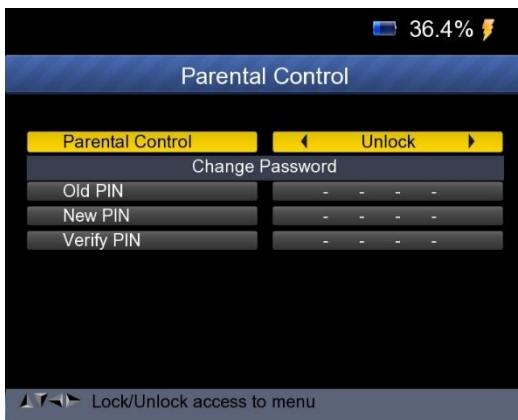 36.4%
Parental Control
Parental Control Unlock
Change Password
Old PIN - - - -
New PIN - - - -
Verify PIN - - - -
Lock/Unlock access to menu